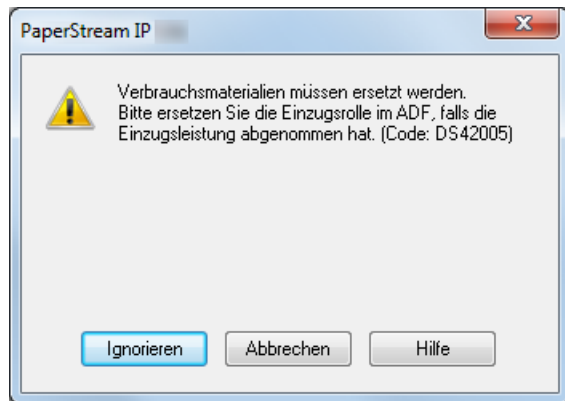 PaperStream IP
Verbrauchsmaterialien müssen ersetzt werden.
Bitte ersetzen Sie die Einzugsrolle im ADF, falls die
Einzugsleistung abgenommen hat. (Code: DS42005)
Ignorieren
Abbrechen
Hilfe